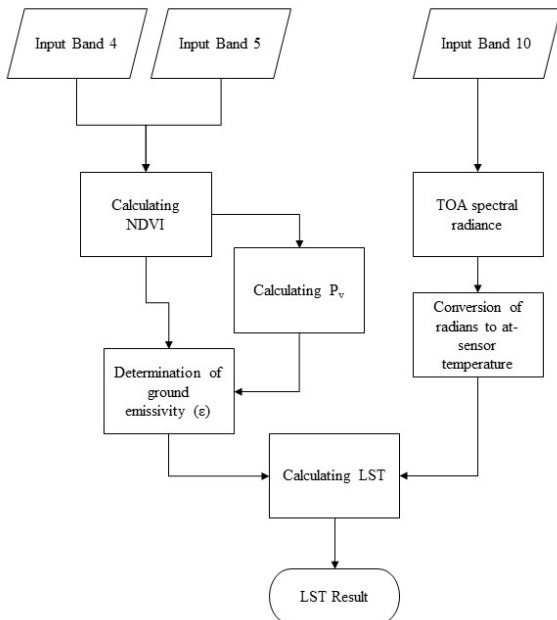 Input Band 4
Input Band 5
Input Band 10
Calculating
NDVI
TOA spectral
radiance
Calculating Pv
Conversion of
radians to at-
sensor
temperature
Determination of
ground
emissivity (ε)
Calculating LST
LST Result